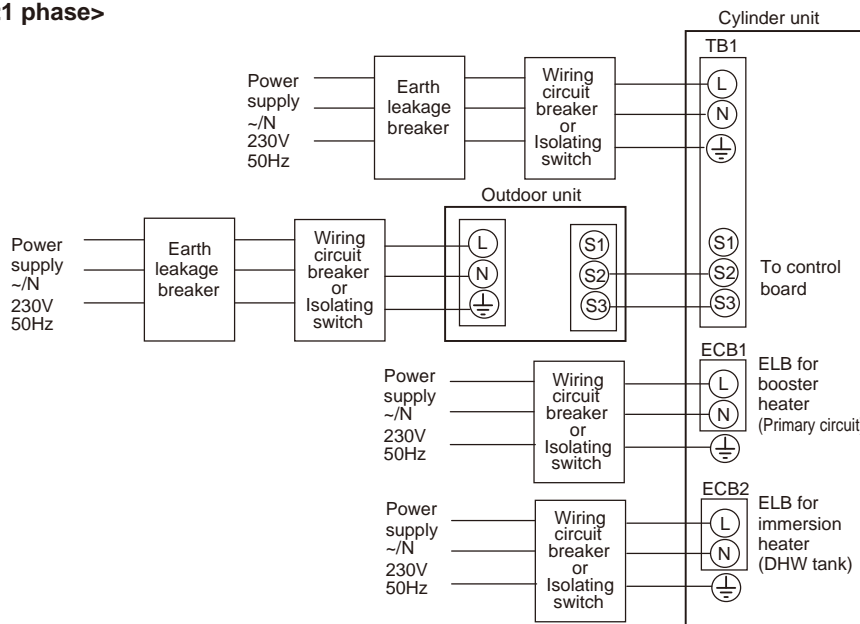 1 phase>
Cylinder unit
TB1
Power
supply
~/N
230V
50Hz
Earth
leakage
breaker
Wiring
circuit
breaker
or
Isolating
switch
L
N
Outdoor unit
Power
supply
~/N
230V
50Hz
Earth
leakage
breaker
Wiring
circuit
breaker
or
Isolating
switch
L
N
S1
S2
S3
S1
S2
S3
To control
board
Power
supply
~/N
230V
50Hz
Wiring
circuit
breaker
or
Isolating
switch
ECB1
L
N
ELB for
booster
heater
(Primary circuit
Power
supply
~/N
230V
50Hz
Wiring
circuit
breaker
or
Isolating
switch
ECB2
L
N
ELB for
immersion
heater
(DHW tank)